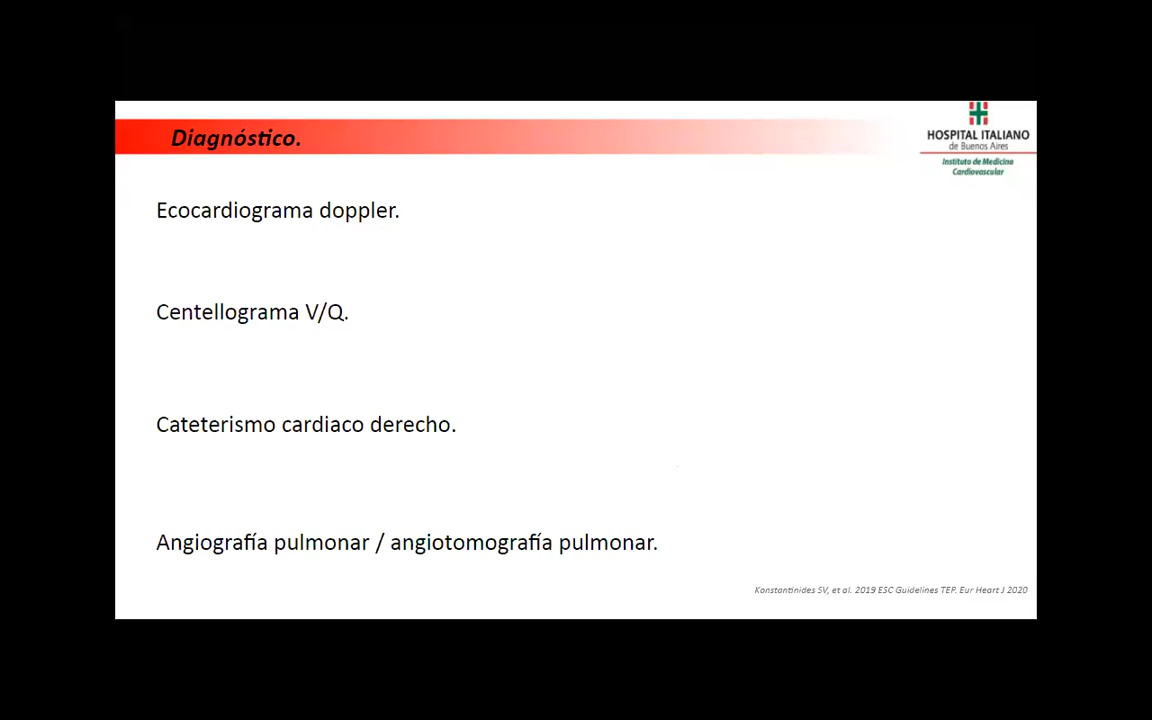 Diagnóstico.
HOSPITAL ITALIANO
de Buenos Aires
Instituto de Medicina
Cardiovascular
Ecocardiograma doppler.
Centellograma V/Q.
Cateterismo cardiaco derecho.
Angiografía pulmonar / angiotomografía pulmonar.
Konstantinides SV, et al. 2019 ESC Guidelines TEP. Eur Heart J 2020